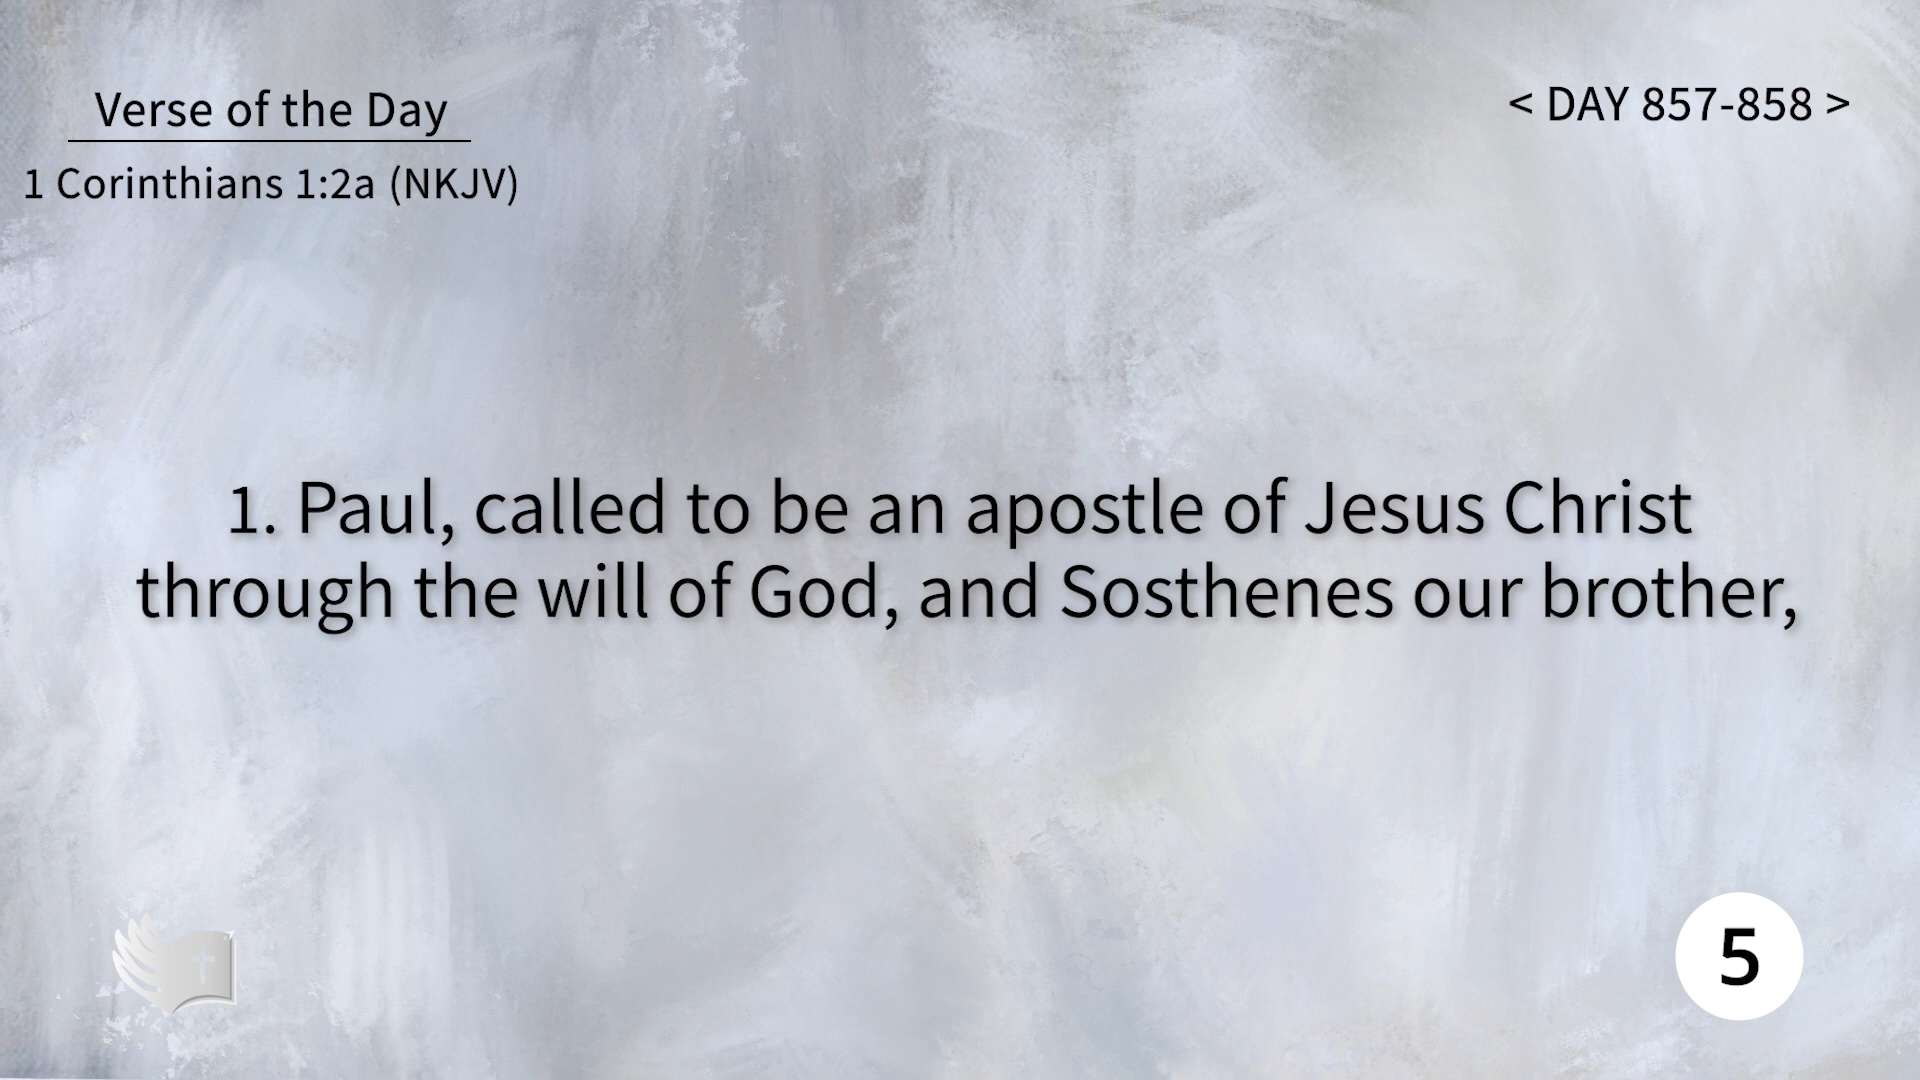 Verse of the Day
1 Corinthians 1:2a (NKJV)
< DAY 857-858 >
1. Paul, called to be an apostle of Jesus Christ
through the will of God, and Sosthenes our brother,
5